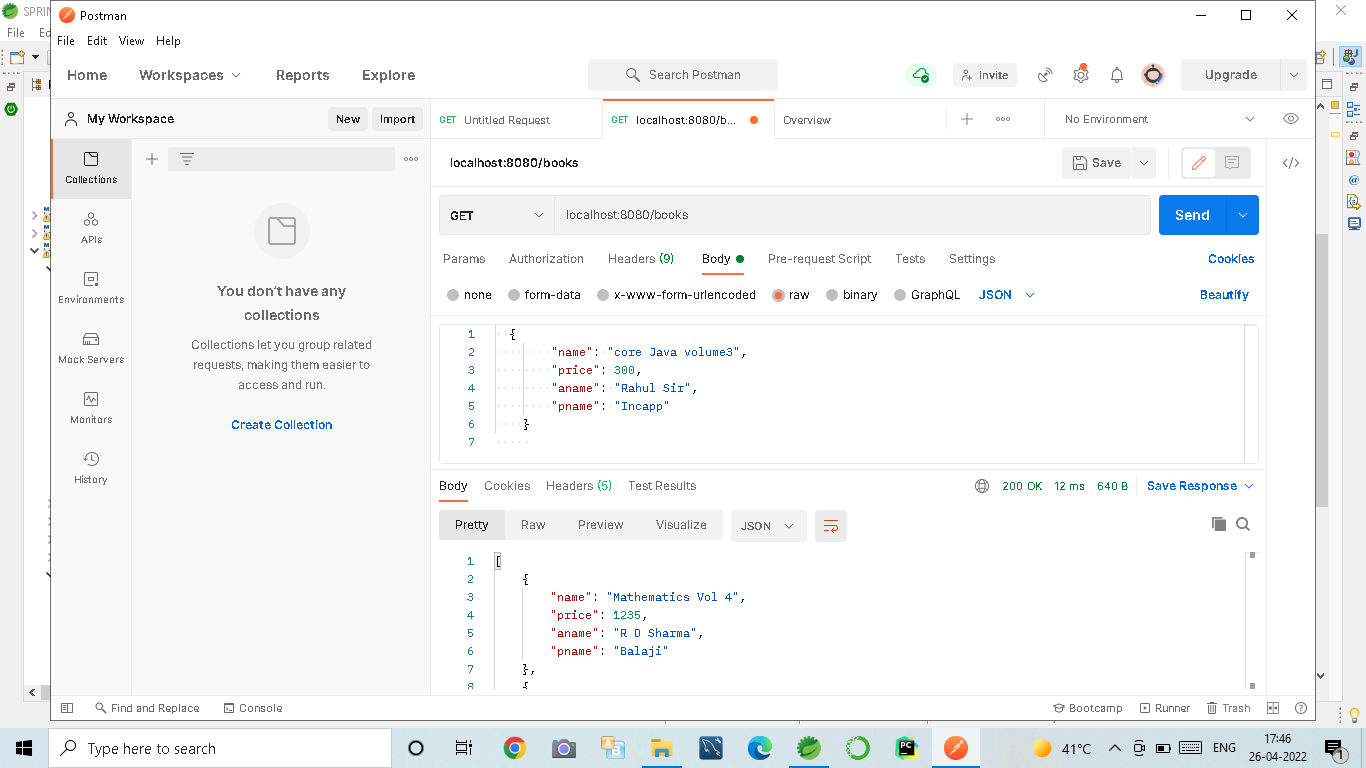 SPRIN
Postman
File
File Edit View Help
Home Workspaces Reports Explore
Search Postman
Invite
Upgrade
My Workspace
New
Import
GET Untitled Request
GET localhost:8080/b...
Overview
No Environment
Collections
APIs
Environments
Mock Servers
Monitors
History
You don't have any
collections
Collections let you group related
requests, making them easier to
access and run.
Create Collection
localhost:8080/books
Save
GET
localhost:8080/books
Send
Params Authorization Headers (9) Body Pre-request Script Tests Settings
Cookies
none form-data x-www-form-urlencoded raw binary GraphQL JSON
Beautify
1 {
2 "name": "core Java volume3",
3 "price": 300,
4 "aname": "Rahul Sir",
5 "pname": "Incapp"
6 }
7
Body Cookies Headers (5) Test Results
200 OK 12 ms 640 B Save Response
Pretty Raw Preview Visualize JSON
1 [
2 {
3 "name": "Mathematics Vol 4",
4 "price": 1235,
5 "aname": "R D Sharma",
6 "pname": "Balaji"
7 },
8 {
Find and Replace Console
Bootcamp Runner Trash
Type here to search
41°C
ENG
17:46
26-04-2022
1